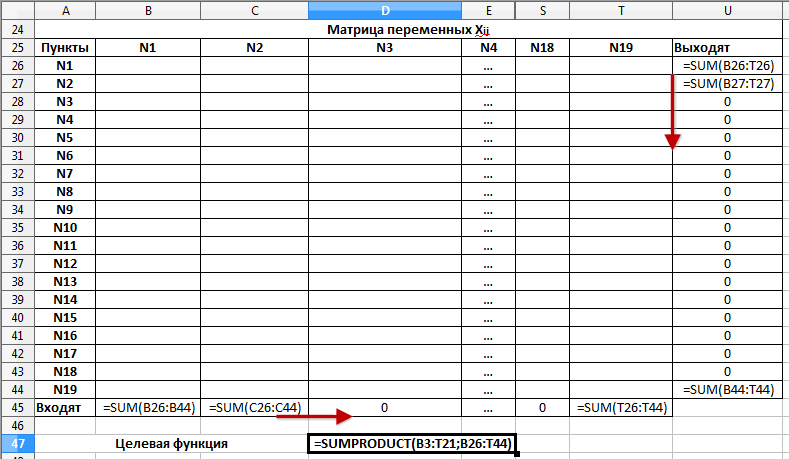 A B C D E S T U
24 Матрица переменных Xij
25 Пункты N1 N2 N3 N4 N18 N19 Выходят
26 N1 ... =SUM(B26:T26)
27 N2 ... =SUM(B27:T27)
28 N3 ... 0
29 N4 ... 0
30 N5 ... 0
31 N6 ... 0
32 N7 ... 0
33 N8 ... 0
34 N9 ... 0
35 N10 ... 0
36 N11 ... 0
37 N12 ... 0
38 N13 ... 0
39 N14 ... 0
40 N15 ... 0
41 N16 ... 0
42 N17 ... 0
43 N18 ... 0
44 N19 ... =SUM(B44:T44)
45 Входят =SUM(B26:B44) =SUM(C26:C44) 0 ... 0 =SUM(T26:T44)
46
47 Целевая функция =SUMPRODUCT(B3:T21;B26:T44)